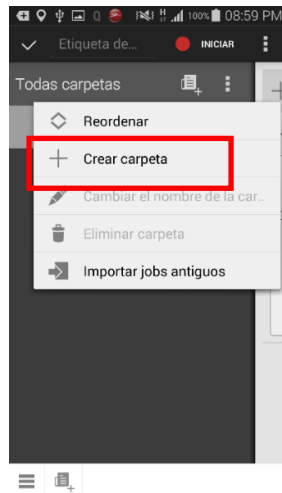 100% 08:59 PM
Etiqueta de... INICIAR
Todas carpetas
Reordenar
Crear carpeta
Cambiar el nombre de la car..
Eliminar carpeta
Importar jobs antiguos